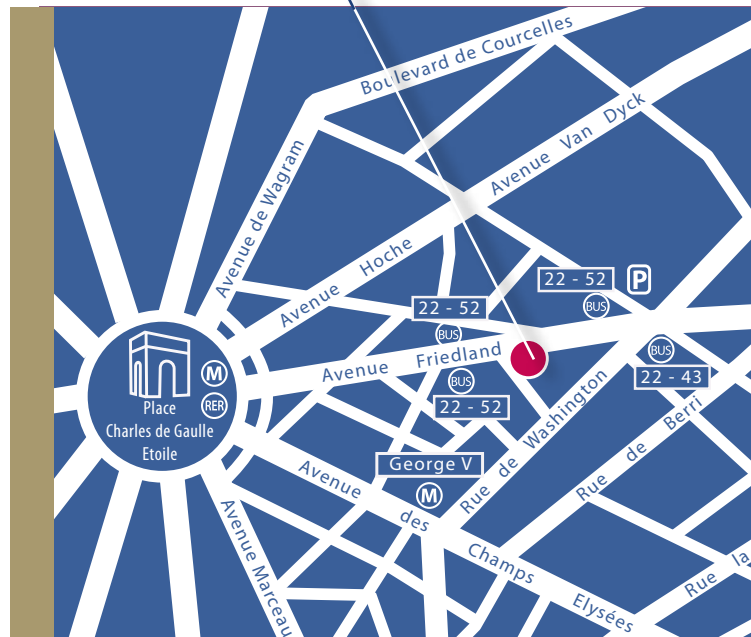 Boulevard de Courcelles
Avenue Van Dyck
Avenue de Wagram
Avenue Hoche
22 - 52
P
BUS
22 - 52
BUS
Avenue Friedland
BUS
22 - 52
BUS
22 - 43
M
RER
Place
Charles de Gaulle
Etoile
George V
M
Rue de Washington
Rue de Berri
Avenue des Champs Elysées
Avenue Marceau
Rue la